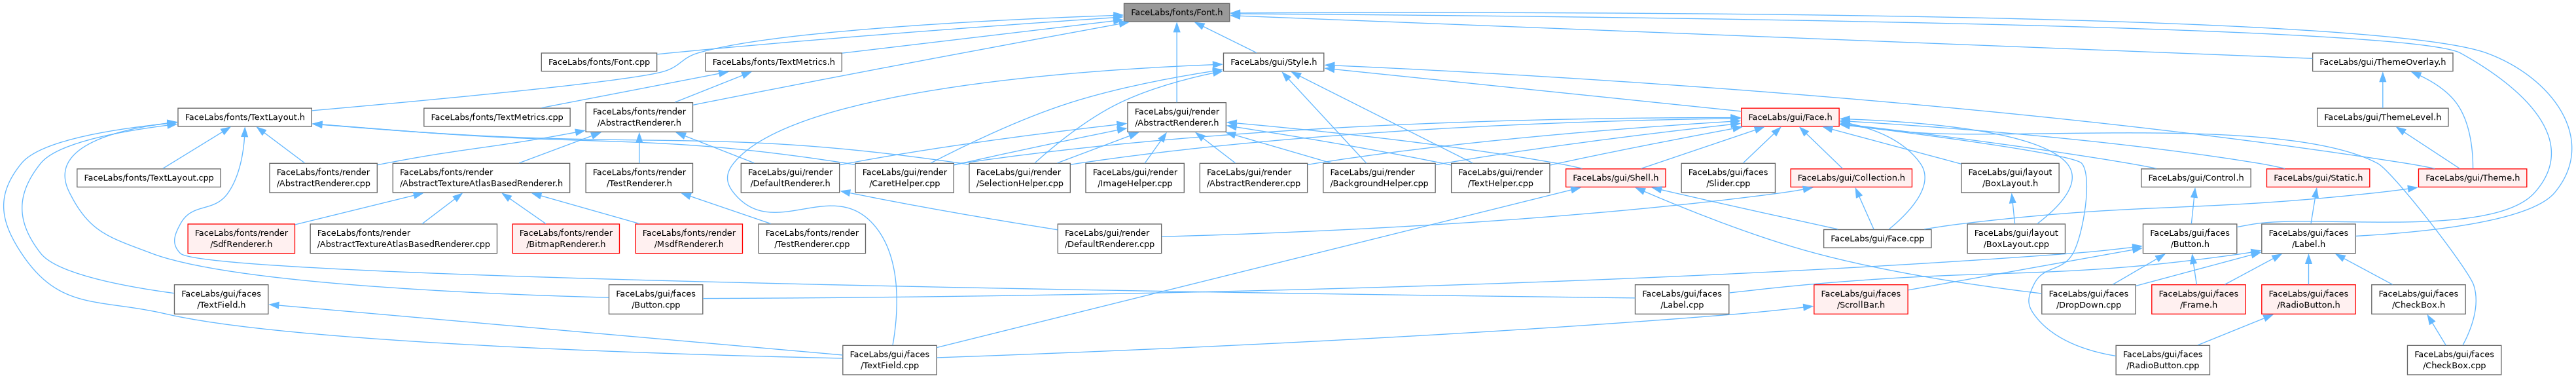 FaceLabs/fonts/Font.h
FaceLabs/fonts/Font.cpp
FaceLabs/fonts/TextMetrics.h
FaceLabs/gui/Style.h
FaceLabs/gui/ThemeOverlay.h
FaceLabs/fonts/TextLayout.h
FaceLabs/fonts/TextMetrics.cpp
FaceLabs/fonts/render
/AbstractRenderer.h
FaceLabs/gui/render
/AbstractRenderer.h
FaceLabs/gui/Face.h
FaceLabs/gui/ThemeLevel.h
FaceLabs/fonts/TextLayout.cpp
FaceLabs/fonts/render
/AbstractRenderer.cpp
FaceLabs/fonts/render
/AbstractTextureAtlasBasedRenderer.h
FaceLabs/fonts/render
/TestRenderer.h
FaceLabs/gui/render
/DefaultRenderer.h
FaceLabs/gui/render
/CaretHelper.cpp
FaceLabs/gui/render
/SelectionHelper.cpp
FaceLabs/gui/render
/ImageHelper.cpp
FaceLabs/gui/render
/AbstractRenderer.cpp
FaceLabs/gui/render
/BackgroundHelper.cpp
FaceLabs/gui/render
/TextHelper.cpp
FaceLabs/gui/Shell.h
FaceLabs/gui/faces
/Slider.cpp
FaceLabs/gui/Collection.h
FaceLabs/gui/layout
/BoxLayout.h
FaceLabs/gui/Control.h
FaceLabs/gui/Static.h
FaceLabs/gui/Theme.h
FaceLabs/fonts/render
/SdfRenderer.h
FaceLabs/fonts/render
/AbstractTextureAtlasBasedRenderer.cpp
FaceLabs/fonts/render
/BitmapRenderer.h
FaceLabs/fonts/render
/MsdfRenderer.h
FaceLabs/fonts/render
/TestRenderer.cpp
FaceLabs/gui/render
/DefaultRenderer.cpp
FaceLabs/gui/Face.cpp
FaceLabs/gui/layout
/BoxLayout.cpp
FaceLabs/gui/faces
/Button.h
FaceLabs/gui/faces
/Label.h
FaceLabs/gui/faces
/TextField.h
FaceLabs/gui/faces
/Button.cpp
FaceLabs/gui/faces
/Label.cpp
FaceLabs/gui/faces
/ScrollBar.h
FaceLabs/gui/faces
/DropDown.cpp
FaceLabs/gui/faces
/Frame.h
FaceLabs/gui/faces
/RadioButton.h
FaceLabs/gui/faces
/CheckBox.h
FaceLabs/gui/faces
/TextField.cpp
FaceLabs/gui/faces
/RadioButton.cpp
FaceLabs/gui/faces
/CheckBox.cpp